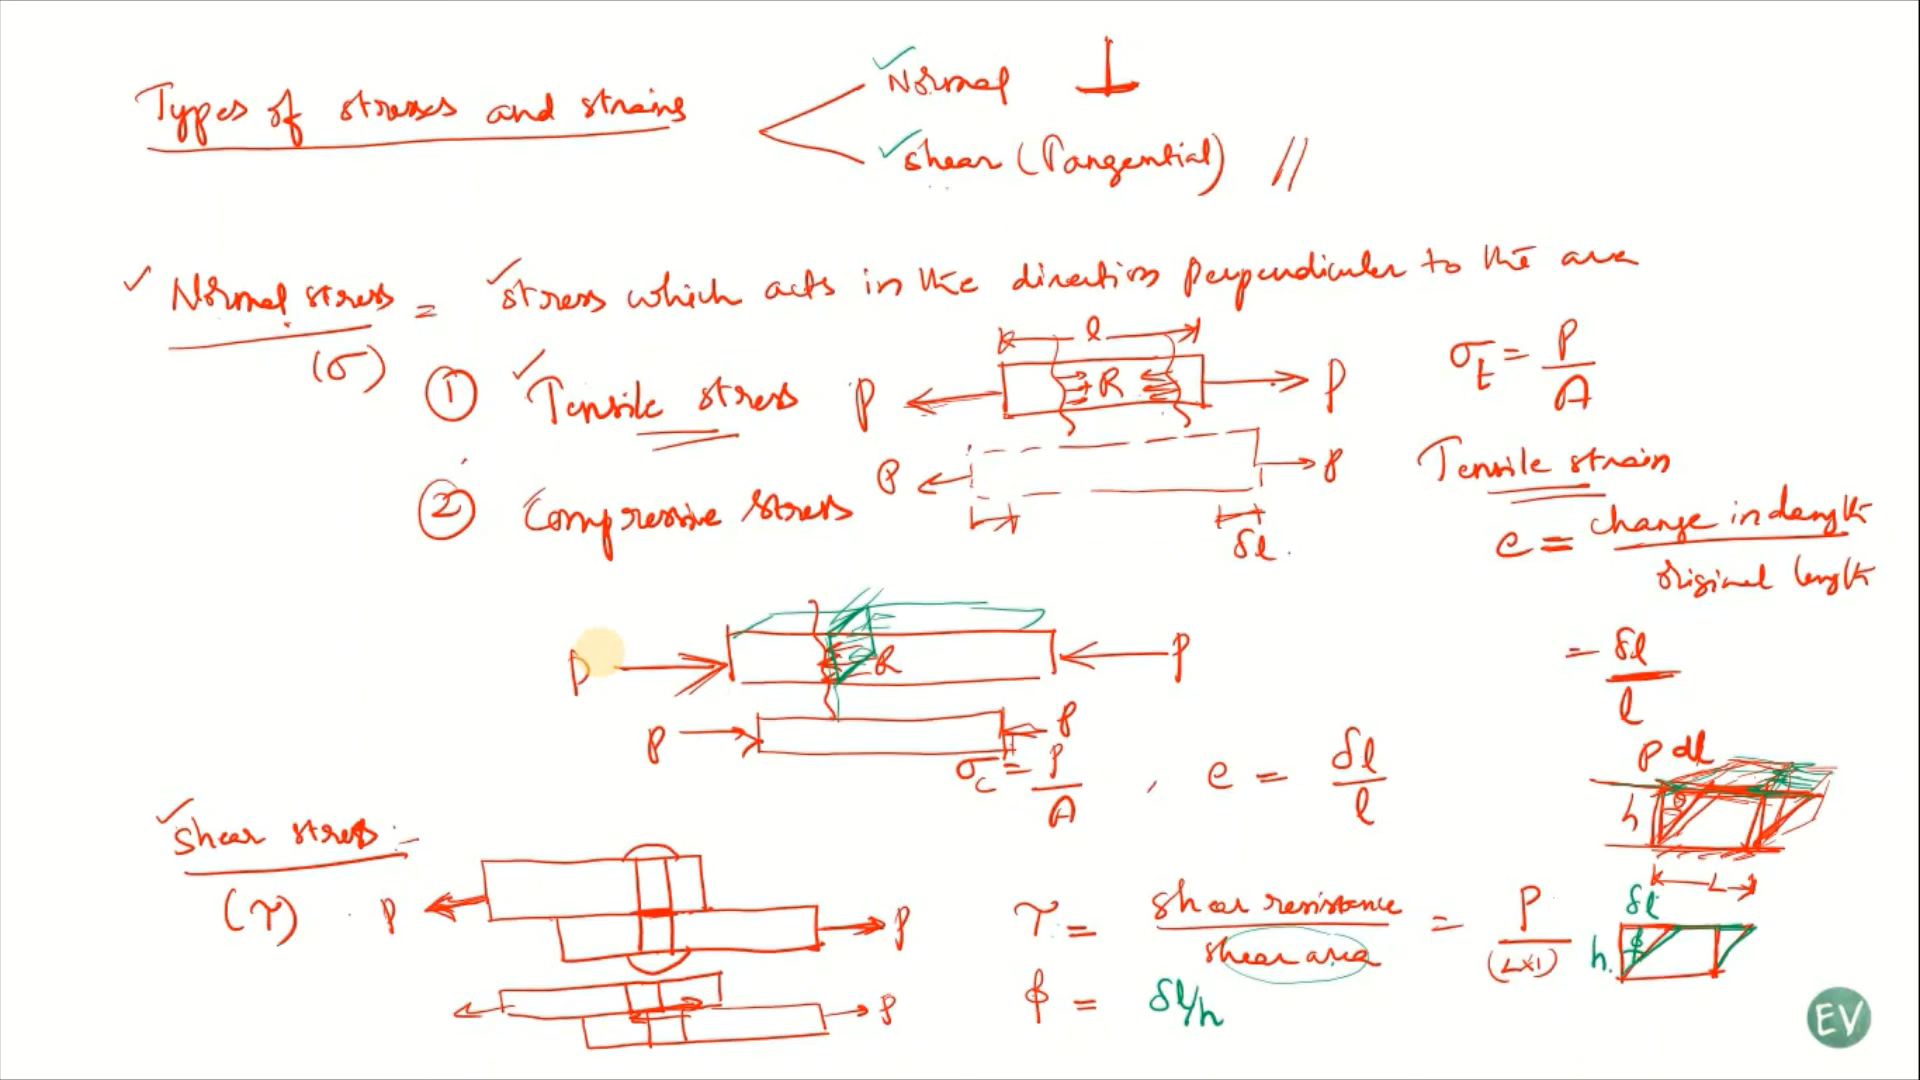 Types of stresses and strains
Normal ⊥
shear (Tangential) //
Normal stress = stress which acts in the direction perpendicular to the area
(σ)
① Tensile stress
P R P
l
σt = P/A
② Compressive stress
P P
δl
Tensile strain
e = change in length / original length
= δl / l
P R P
P P
σc = P/A , e = δl/l
P dl
h
L
Shear stress :-
(τ)
P P
τ = shear resistance / shear area = P / (L×1)
δl
h ϕ
P
ϕ = δl/h
EV